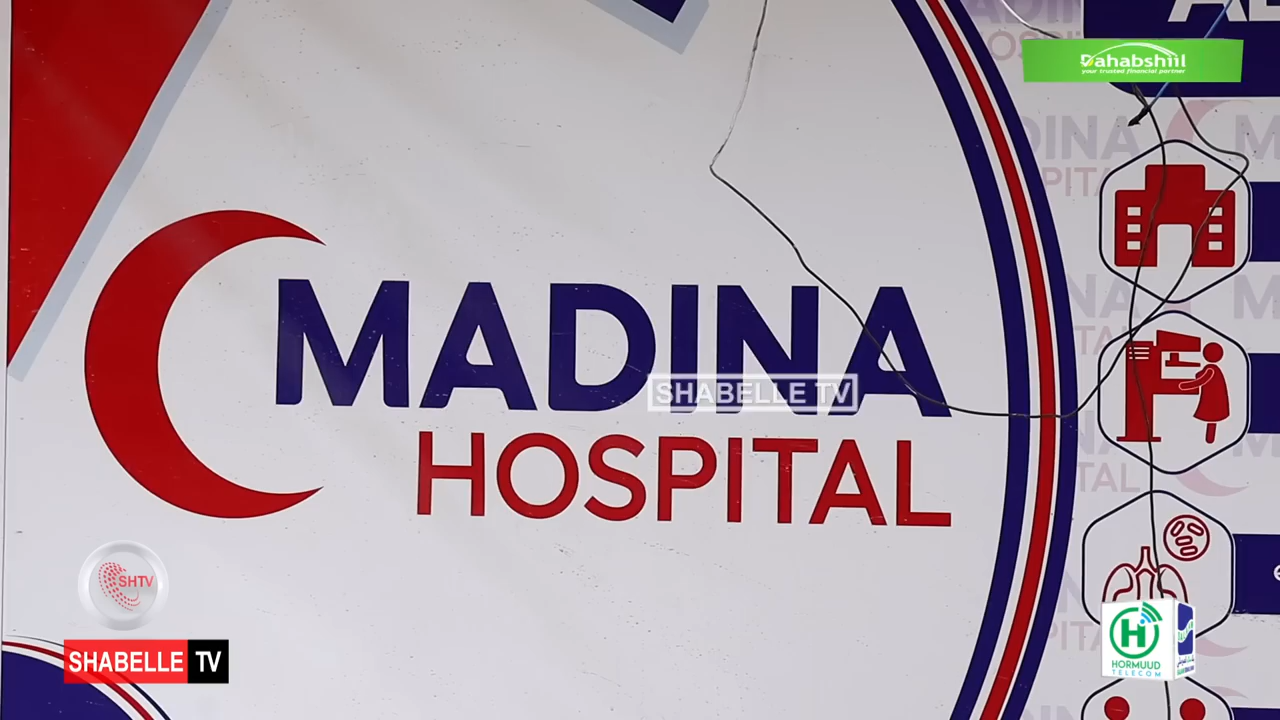 Dahabshiil
your trusted financial partner
MADINA
SHABELLE TV
HOSPITAL
SHTV
SHABELLE TV
H
HORMUUD
TELECOM